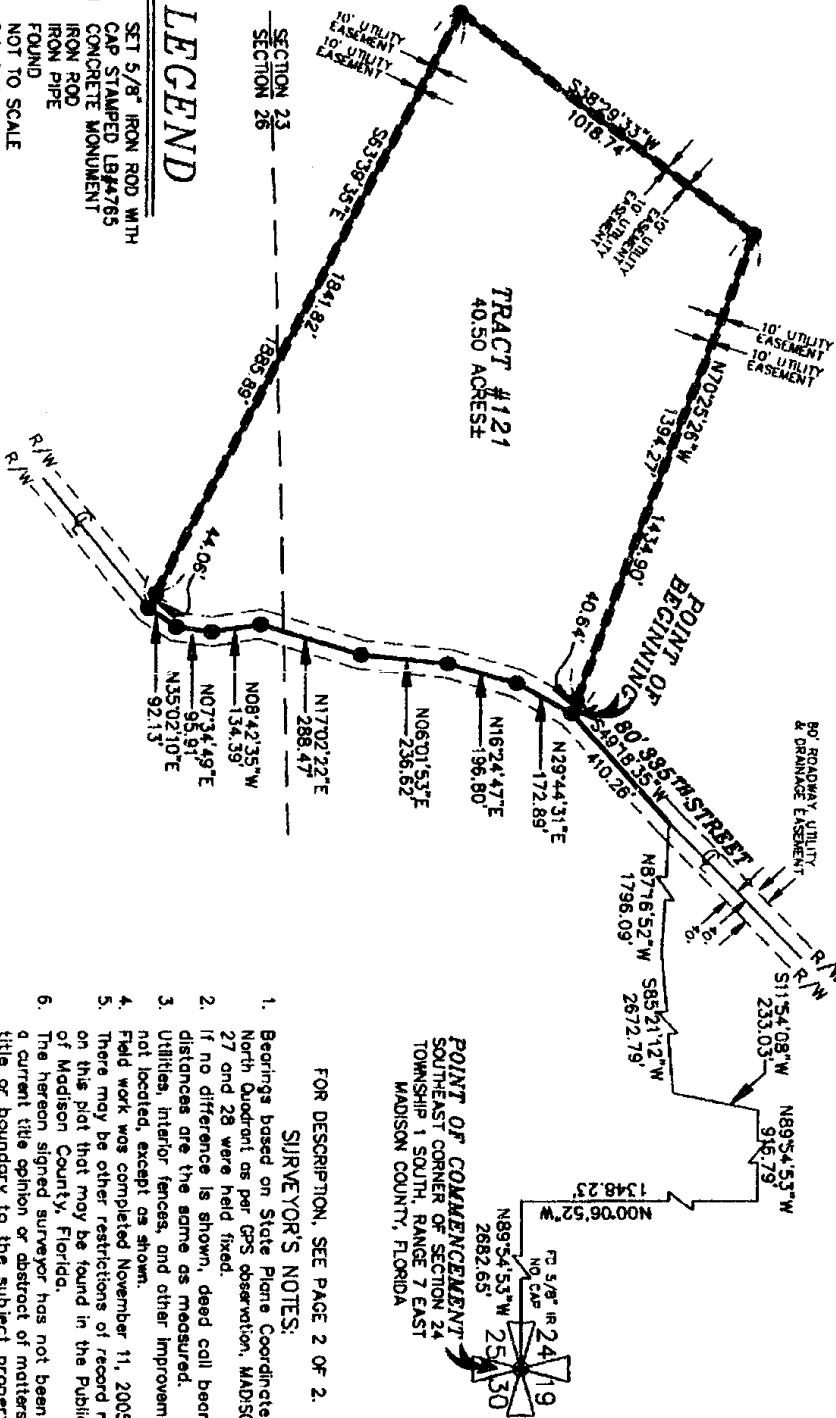 10' UTILITY
EASEMENT
10' UTILITY
EASEMENT
S38°29'33"W
1018.74'
10' UTILITY
EASEMENT
10' UTILITY
EASEMENT
10' UTILITY
EASEMENT
10' UTILITY
EASEMENT
N70°25'26"W
1394.27'
1434.90'
40.64'
POINT OF
BEGINNING
TRACT #121
40.50 ACRES±
SECTION 23
SECTION 26
S63°39'35"E
1841.82'
1885.89'
44.06'
R/W
R/W
80' ROADWAY, UTILITY
& DRAINAGE EASEMENT
R/W
R/W
40'
40'
80' 335TH STREET
S49°18'35"W
410.26'
N29°44'31"E
172.89'
N16°24'47"E
196.80'
N06°01'53"E
236.62'
N17°02'22"E
288.47'
N08°42'35"W
134.39'
N07°34'49"E
95.91'
N35°02'10"E
92.13'
N87°16'52"W
1796.09'
S85°21'12"W
2672.79'
S11°54'08"W
233.03'
N89°54'53"W
916.79'
N00°06'52"W
1348.23'
N89°54'53"W
2682.65'
FD 5/8" IR
NO CAP
24 19
25 30
POINT OF COMMENCEMENT
SOUTHEAST CORNER OF SECTION 24
TOWNSHIP 1 SOUTH, RANGE 7 EAST
MADISON COUNTY, FLORIDA
LEGEND
SET 5/8" IRON ROD WITH
CAP STAMPED LB#4765
CONCRETE MONUMENT
IRON ROD
IRON PIPE
FOUND
NOT TO SCALE
FOR DESCRIPTION, SEE PAGE 2 OF 2.
SURVEYOR'S NOTES:
1. Bearings based on State Plane Coordinate
North Quadrant as per GPS observation, MADISO
27 and 28 were held fixed.
2. If no difference is shown, deed call bear
distances are the same as measured.
3. Utilities, interior fences, and other improvem
not located, except as shown.
4. Field work was completed November 11, 2005
5. There may be other restrictions of record
on this plat that may be found in the Public
of Madison County, Florida.
6. The hereon signed surveyor has not been
a current title opinion or abstract of matters
title or boundary to the subject proper